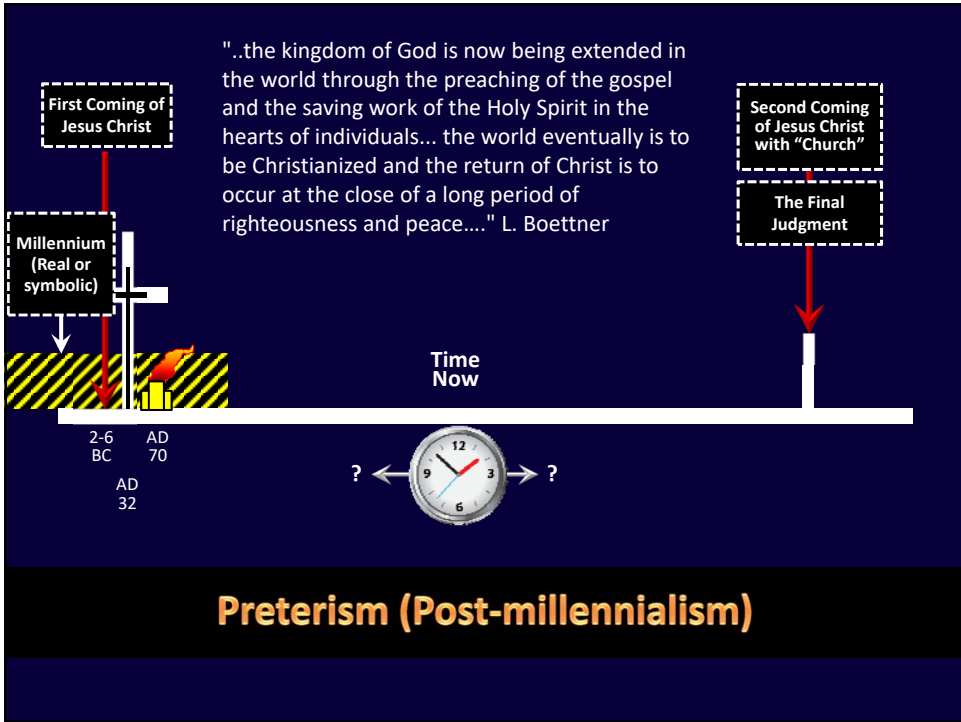 "..the kingdom of God is now being extended in
the world through the preaching of the gospel
and the saving work of the Holy Spirit in the
hearts of individuals... the world eventually is to
be Christianized and the return of Christ is to
occur at the close of a long period of
righteousness and peace...." L. Boettner
First Coming of
Jesus Christ
Second Coming
of Jesus Christ
with “Church”
The Final
Judgment
Millennium
(Real or
symbolic)
Time
Now
2-6
BC
AD
70
AD
32
?
12
9
3
6
?
Preterism (Post-millennialism)